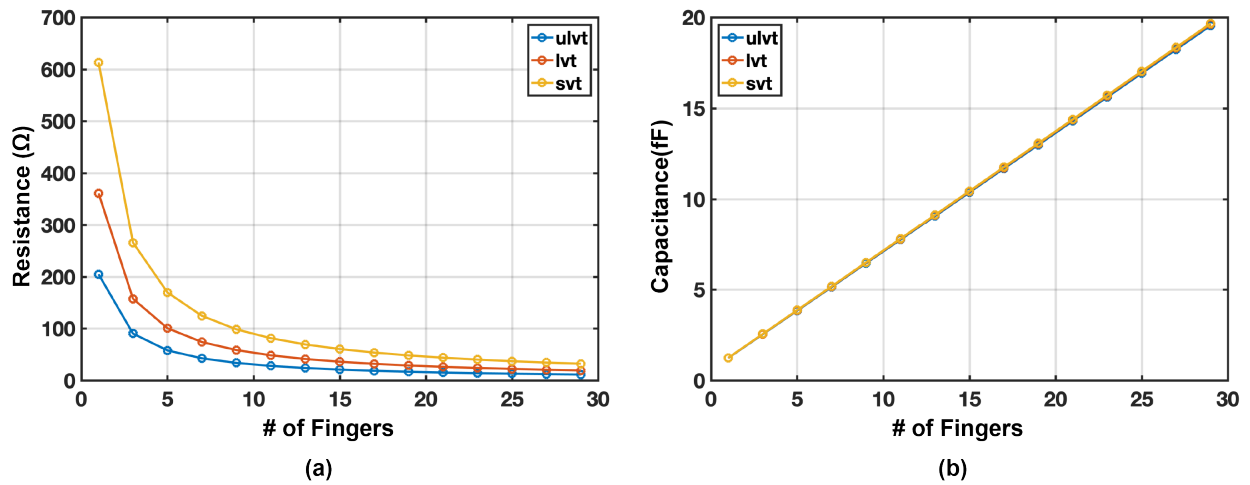 700
600
500
400
300
200
100
0
0
5
10
15
20
25
30
Resistance (Ω)
# of Fingers
ulvt
lvt
svt
(a)
20
15
10
5
0
0
5
10
15
20
25
30
Capacitance(fF)
# of Fingers
ulvt
lvt
svt
(b)